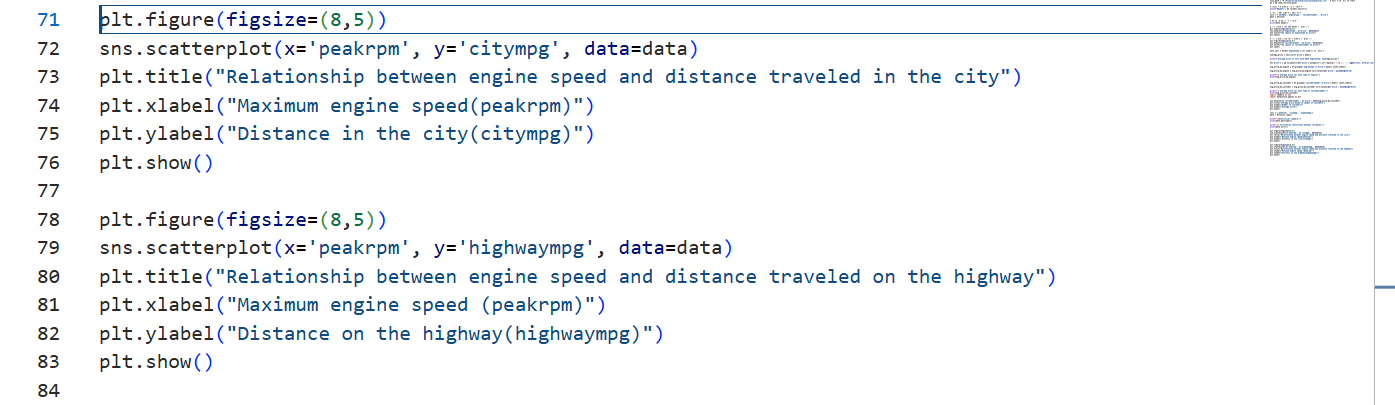 71 plt.figure(figsize=(8,5))
72 sns.scatterplot(x='peakrpm', y='citympg', data=data)
73 plt.title("Relationship between engine speed and distance traveled in the city")
74 plt.xlabel("Maximum engine speed(peakrpm)")
75 plt.ylabel("Distance in the city(citympg)")
76 plt.show()
77
78 plt.figure(figsize=(8,5))
79 sns.scatterplot(x='peakrpm', y='highwaympg', data=data)
80 plt.title("Relationship between engine speed and distance traveled on the highway")
81 plt.xlabel("Maximum engine speed (peakrpm)")
82 plt.ylabel("Distance on the highway(highwaympg)")
83 plt.show()
84